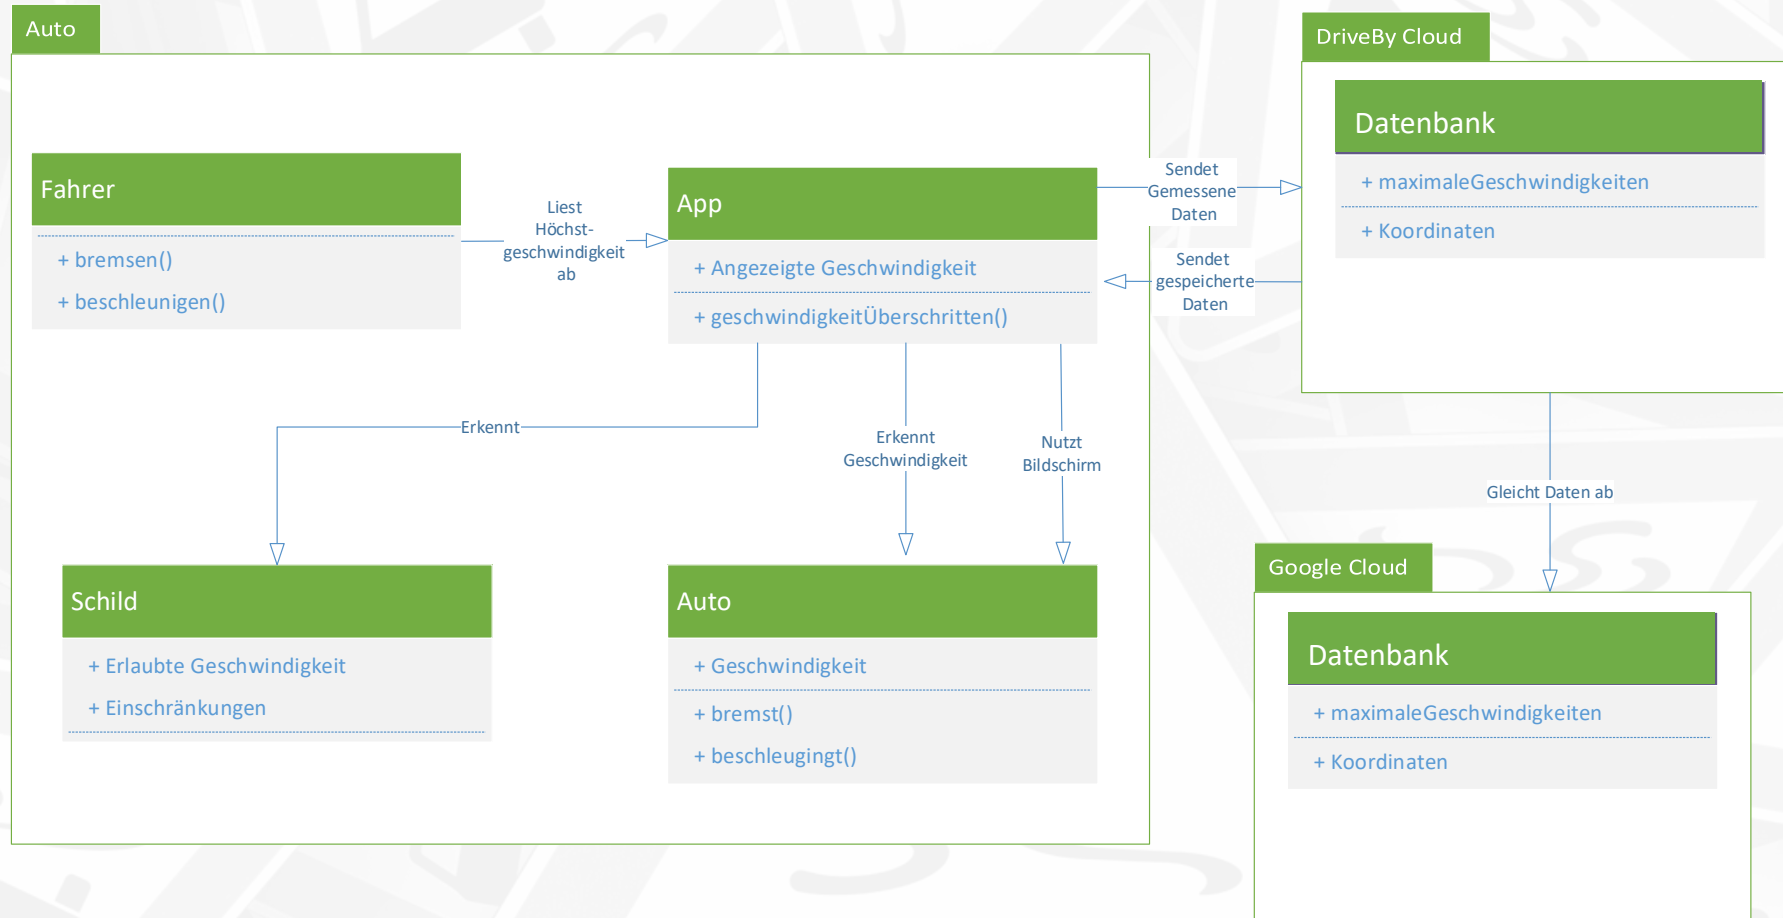 Auto
DriveBy Cloud
Datenbank
+ maximaleGeschwindigkeiten
+ Koordinaten
Fahrer
+ bremsen()
+ beschleunigen()
Liest
Höchst-
geschwindigkeit
ab
App
+ Angezeigte Geschwindigkeit
+ geschwindigkeitÜberschritten()
Sendet
Gemessene
Daten
Sendet
gespeicherte
Daten
Erkennt
Erkennt
Geschwindigkeit
Nutzt
Bildschirm
Gleicht Daten ab
Schild
+ Erlaubte Geschwindigkeit
+ Einschränkungen
Auto
+ Geschwindigkeit
+ bremst()
+ beschleugingt()
Google Cloud
Datenbank
+ maximaleGeschwindigkeiten
+ Koordinaten